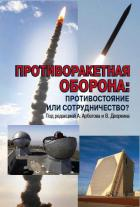 ПРОТИВОРАКЕТНАЯ
ОБОРОНА:
ПРОТИВОСТОЯНИЕ
ИЛИ СОТРУДНИЧЕСТВО?
Под редакцией А. Арбатова и В. Дворкина